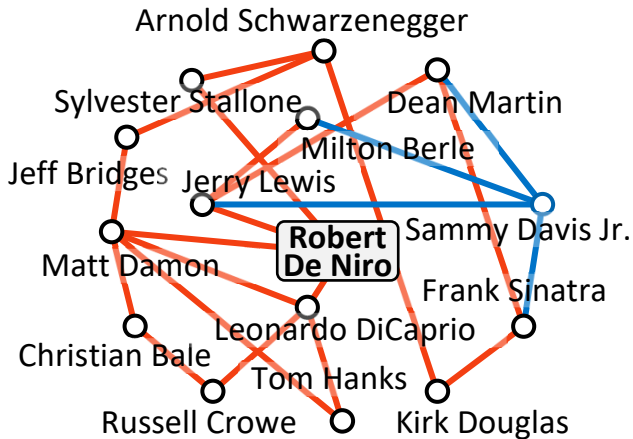 Arnold Schwarzenegger
Sylvester Stallone
Dean Martin
Milton Berle
Jeff Bridges
Jerry Lewis
Robert
De Niro
Sammy Davis Jr.
Matt Damon
Frank Sinatra
Leonardo DiCaprio
Christian Bale
Tom Hanks
Russell Crowe
Kirk Douglas